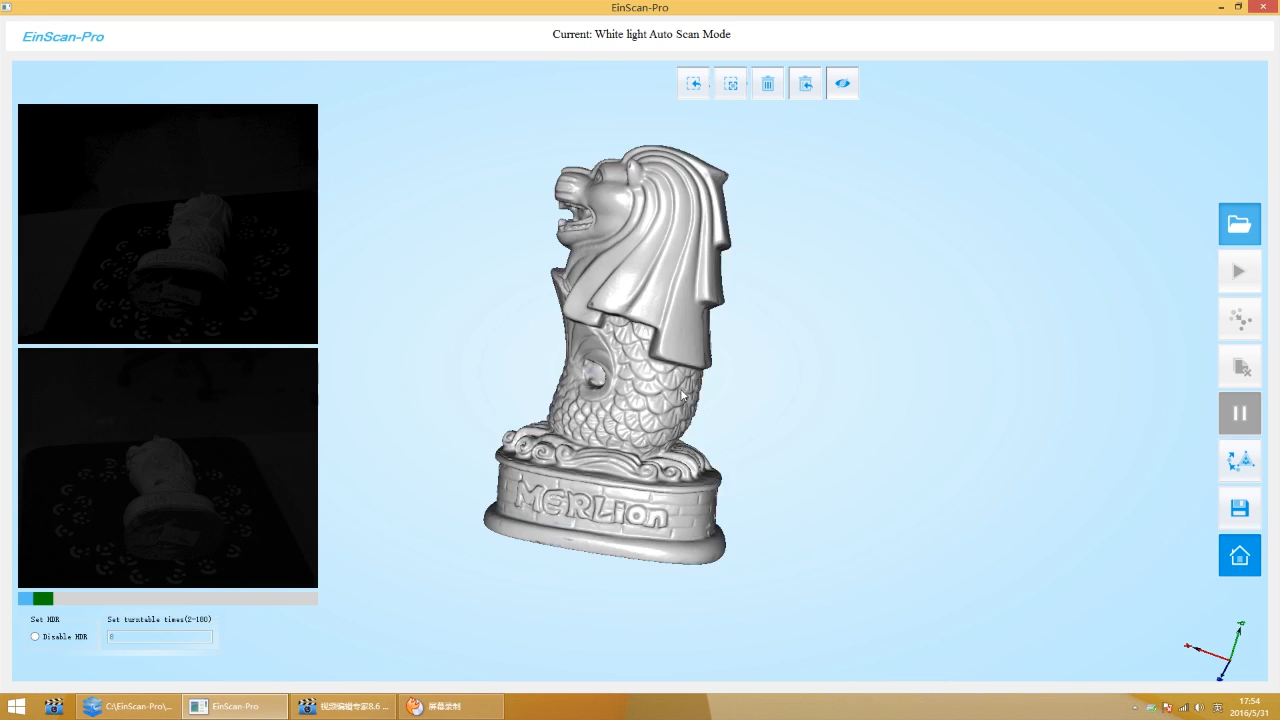 EinScan-Pro
EinScan-Pro
Current: White light Auto Scan Mode
MERLion
Set HDR
Set turntable times(2-180)
Disable HDR
8
C:\EinScan-Pro\...
EinScan-Pro
视频编辑专家8.6 ...
屏幕录制
英
17:54
2016/5/31